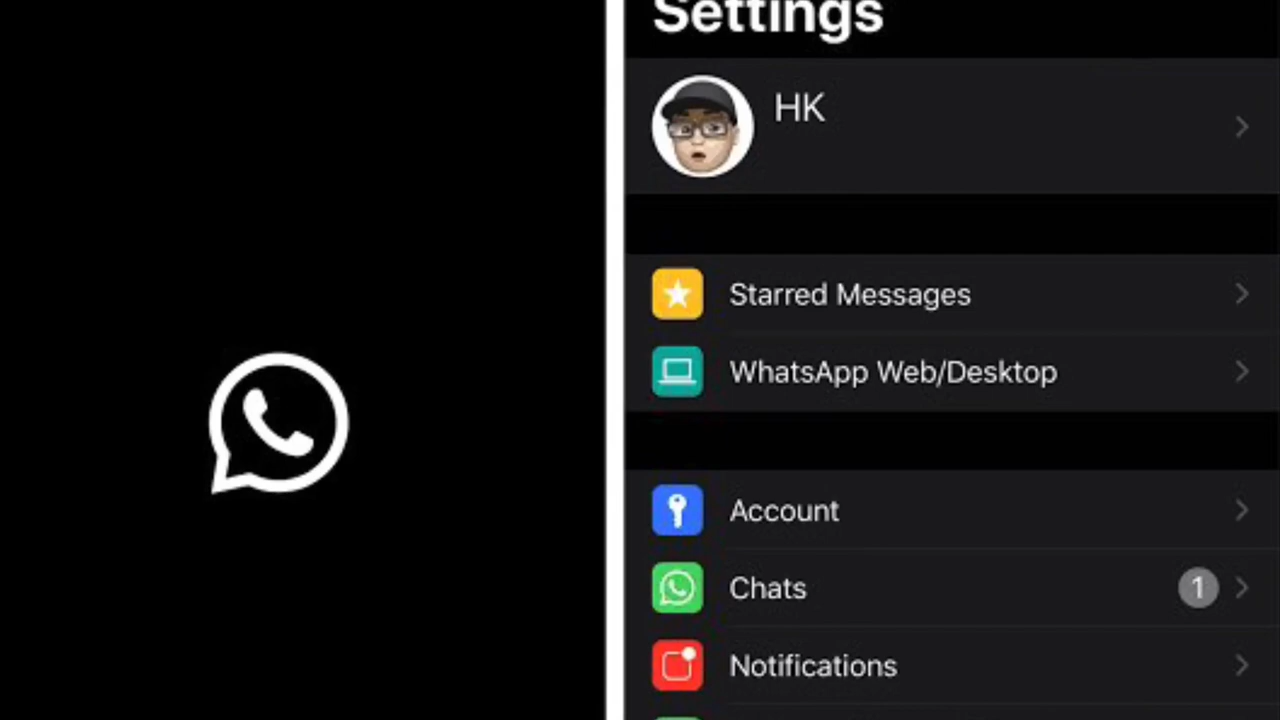 Settings
HK
Starred Messages
WhatsApp Web/Desktop
Account
Chats
1
Notifications